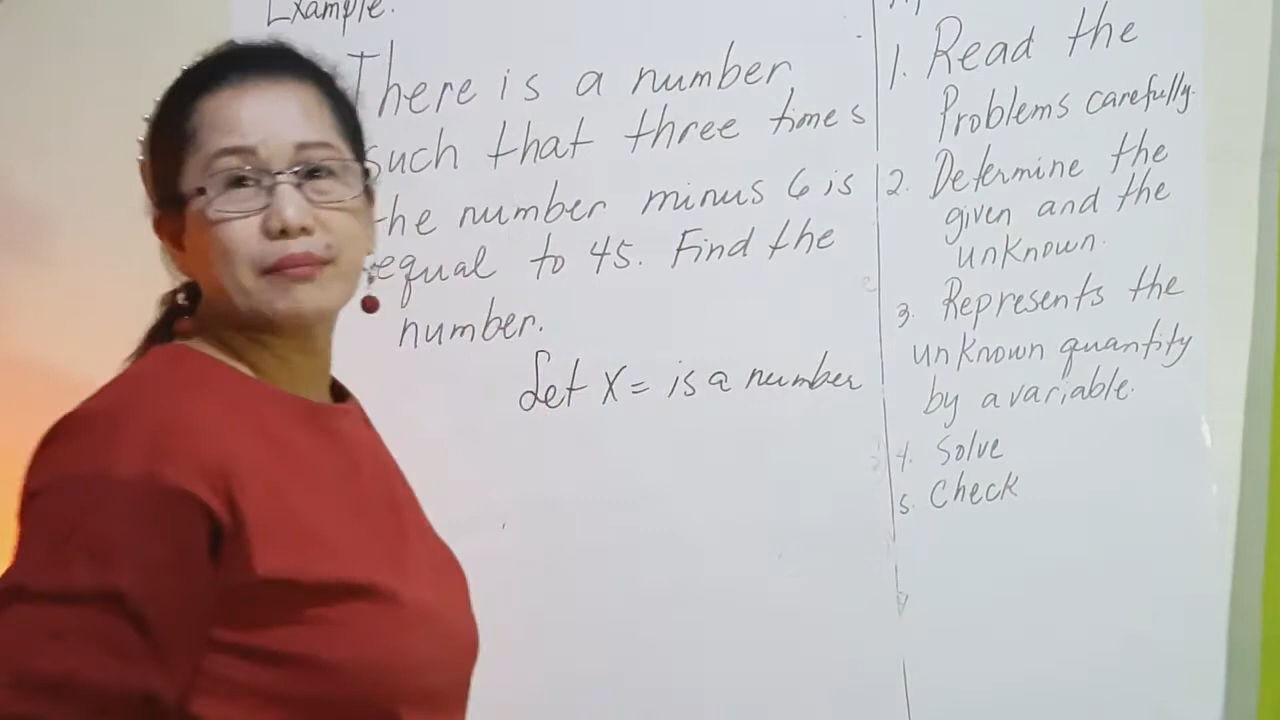 Example.
There is a number
such that three times
the number minus 6 is
equal to 45. Find the
number.
Let x = is a number
1. Read the
Problems carefully.
2. Determine the
given and the
unknown.
3. Represents the
unknown quantity
by a variable.
4. Solve
5. Check